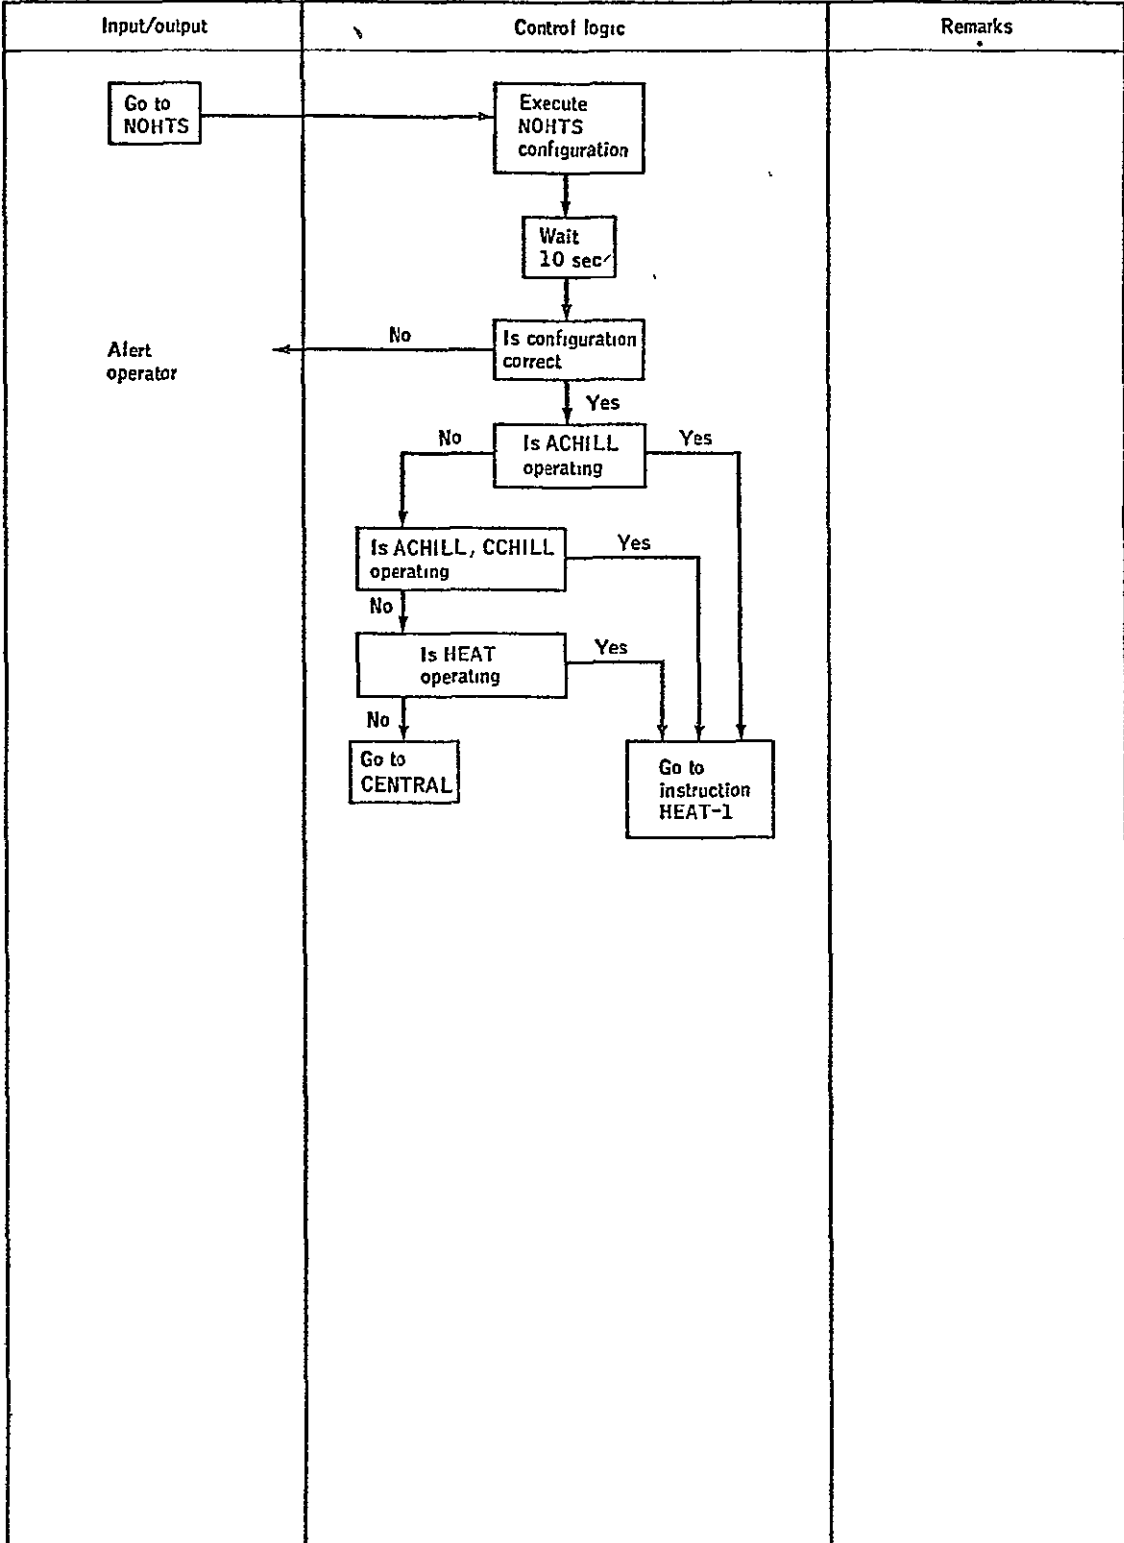 Input/output
Control logic
Remarks
Go to
NOHTS
Execute
NOHTS
configuration
Wait
10 sec
No
Is configuration
correct
Alert
operator
Yes
No
Is ACHILL
operating
Yes
Is ACHILL, CCHILL
operating
Yes
No
Is HEAT
operating
Yes
No
Go to
CENTRAL
Go to
instruction
HEAT-1